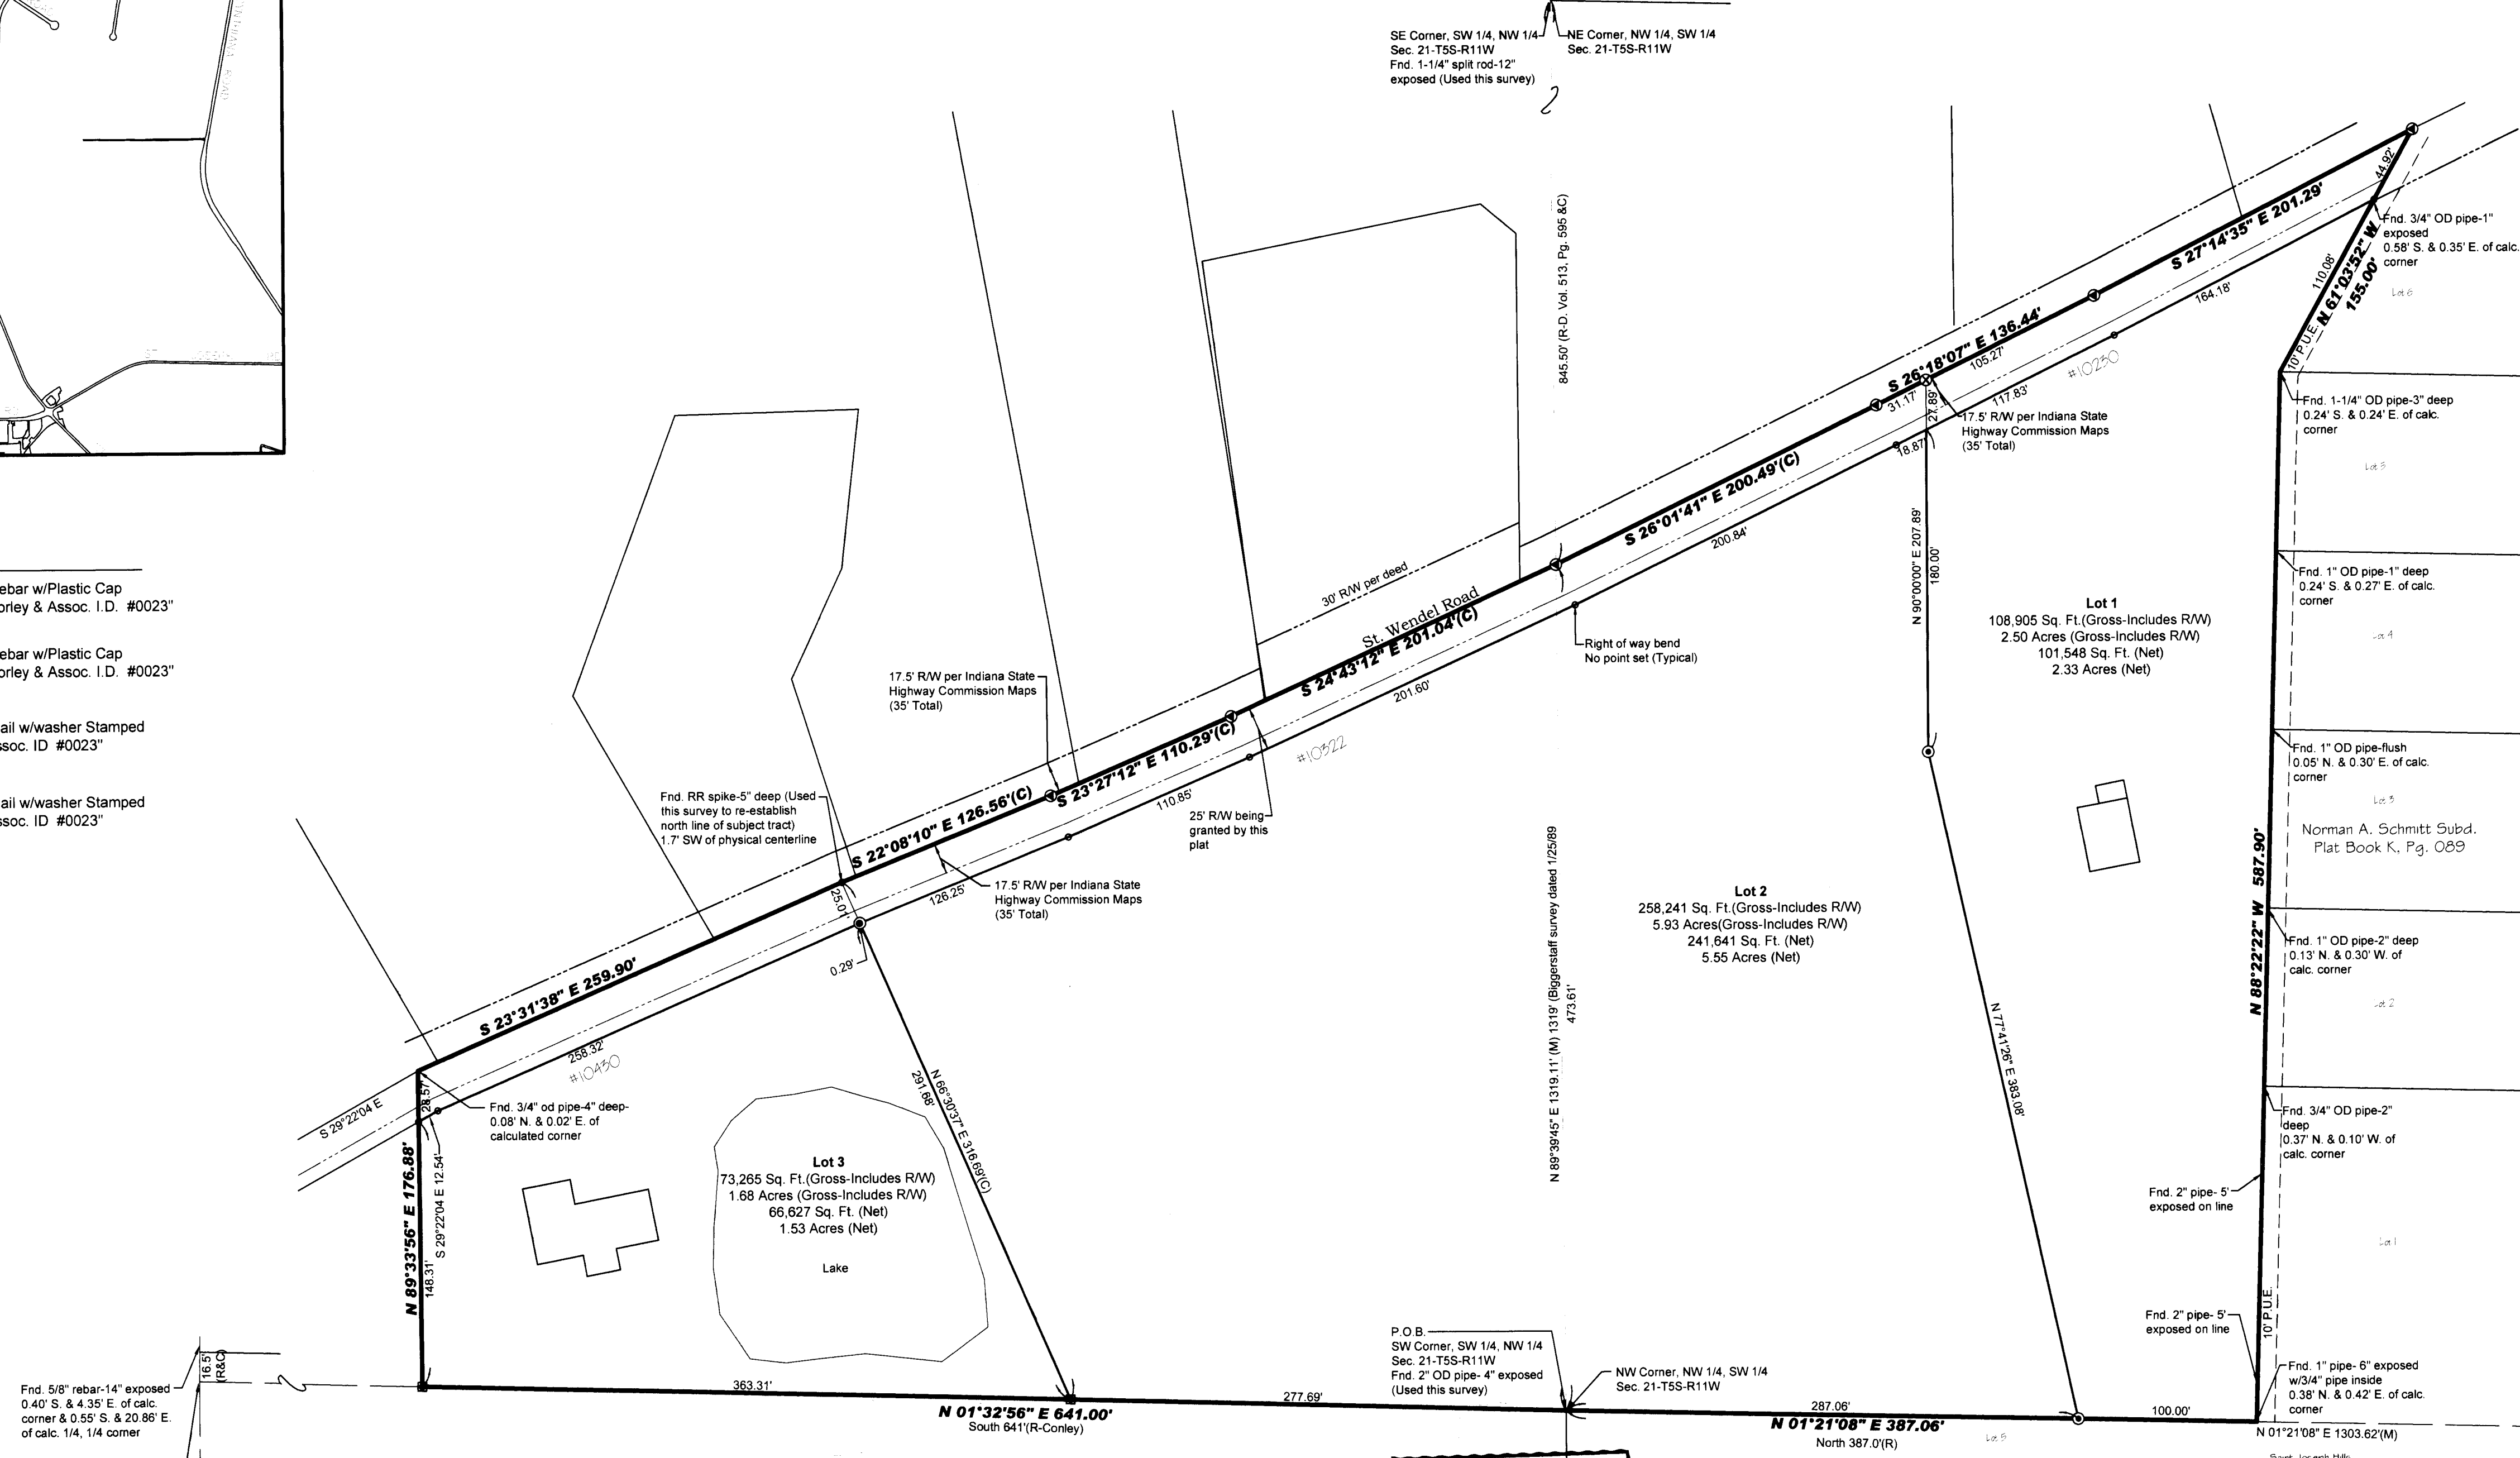 SE Corner, SW 1/4, NW 1/4
Sec. 21-T5S-R11W
Fnd. 1-1/4" split rod-12"
exposed (Used this survey)
NE Corner, NW 1/4, SW 1/4
Sec. 21-T5S-R11W
845.50' (R-D. Vol. 513, Pg. 595 &C)
44.92'
S 27°14'35" E 201.29'
Fnd. 3/4" OD pipe-1"
exposed
0.58' S. & 0.35' E. of calc.
corner
110.08'
N 61°03'52" W
155.00'
10' P.U.E.
Lot 6
164.18'
S 26°18'07" E 136.44'
105.27'
#10230
31.17'
27.89'
117.83'
18.87'
17.5' R/W per Indiana State
Highway Commission Maps
(35' Total)
Fnd. 1-1/4" OD pipe-3" deep
0.24' S. & 0.24' E. of calc.
corner
S 26°01'41" E 200.49'(C)
200.84'
N 90°00'00" E 207.89'
180.00'
ebar w/Plastic Cap
orley & Assoc. I.D. #0023"
ebar w/Plastic Cap
orley & Assoc. I.D. #0023"
ail w/washer Stamped
ssoc. ID #0023"
ail w/washer Stamped
ssoc. ID #0023"
30' R/W per deed
St. Wendel Road
S 24°43'12" E 201.04'(C)
201.60'
Right of way bend
No point set (Typical)
Lot 1
108,905 Sq. Ft.(Gross-Includes R/W)
2.50 Acres (Gross-Includes R/W)
101,548 Sq. Ft. (Net)
2.33 Acres (Net)
Fnd. 1" OD pipe-1" deep
0.24' S. & 0.27' E. of calc.
corner
17.5' R/W per Indiana State
Highway Commission Maps
(35' Total)
S 23°27'12" E 110.29'(C)
110.85'
#10322
25' R/W being
granted by this
plat
Fnd. 1" OD pipe-flush
0.05' N. & 0.30' E. of calc.
corner
Norman A. Schmitt Subd.
Plat Book K, Pg. 089
Fnd. RR spike-5" deep (Used
this survey to re-establish
north line of subject tract)
1.7' SW of physical centerline
S 22°08'10" E 126.56'(C)
25.01'
126.25'
17.5' R/W per Indiana State
Highway Commission Maps
(35' Total)
0.29'
N 89°39'45" E 1319.11' (M) 1319' (Biggerstaff survey dated 1/25/89
473.61'
Lot 2
258,241 Sq. Ft.(Gross-Includes R/W)
5.93 Acres(Gross-Includes R/W)
241,641 Sq. Ft. (Net)
5.55 Acres (Net)
N 88°22'22" W 587.90'
Fnd. 1" OD pipe-2" deep
0.13' N. & 0.30' W. of
calc. corner
S 23°31'38" E 259.90'
258.32'
#10430
N 77°41'26" E 383.08'
S 29°22'04 E
28.57'
Fnd. 3/4" od pipe-4" deep-
0.08' N. & 0.02' E. of
calculated corner
N 66°30'37" E 316.69'(C)
291.68'
Fnd. 3/4" OD pipe-2"
deep
0.37' N. & 0.10' W. of
calc. corner
N 89°33'56" E 176.88'
S 29°22'04 E 12.54'
148.31'
Lot 3
73,265 Sq. Ft.(Gross-Includes R/W)
1.68 Acres (Gross-Includes R/W)
66,627 Sq. Ft. (Net)
1.53 Acres (Net)
Lake
Fnd. 2" pipe- 5'
exposed on line
Lot 1
Fnd. 2" pipe- 5'
exposed on line
10' P.U.E.
16.5'
(R&C)
Fnd. 5/8" rebar-14" exposed
0.40' S. & 4.35' E. of calc.
corner & 0.55' S. & 20.86' E.
of calc. 1/4, 1/4 corner
363.31'
N 01°32'56" E 641.00'
South 641'(R-Conley)
277.69'
P.O.B.
SW Corner, SW 1/4, NW 1/4
Sec. 21-T5S-R11W
Fnd. 2" OD pipe- 4" exposed
(Used this survey)
NW Corner, NW 1/4, SW 1/4
Sec. 21-T5S-R11W
287.06'
N 01°21'08" E 387.06'
North 387.0'(R)
100.00'
Fnd. 1" pipe- 6" exposed
w/3/4" pipe inside
0.38' N. & 0.42' E. of calc.
corner
N 01°21'08" E 1303.62'(M)